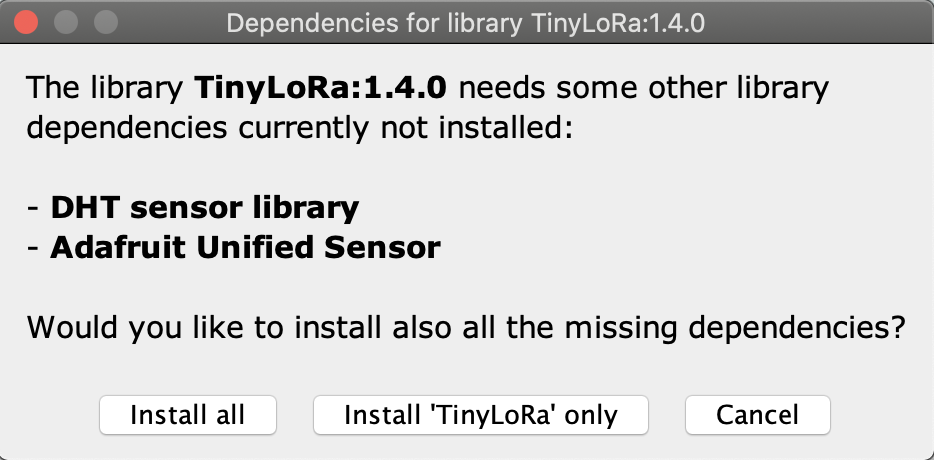 Dependencies for library TinyLoRa:1.4.0
The library TinyLoRa:1.4.0 needs some other library
dependencies currently not installed:
- DHT sensor library
- Adafruit Unified Sensor
Would you like to install also all the missing dependencies?
Install all
Install 'TinyLoRa' only
Cancel